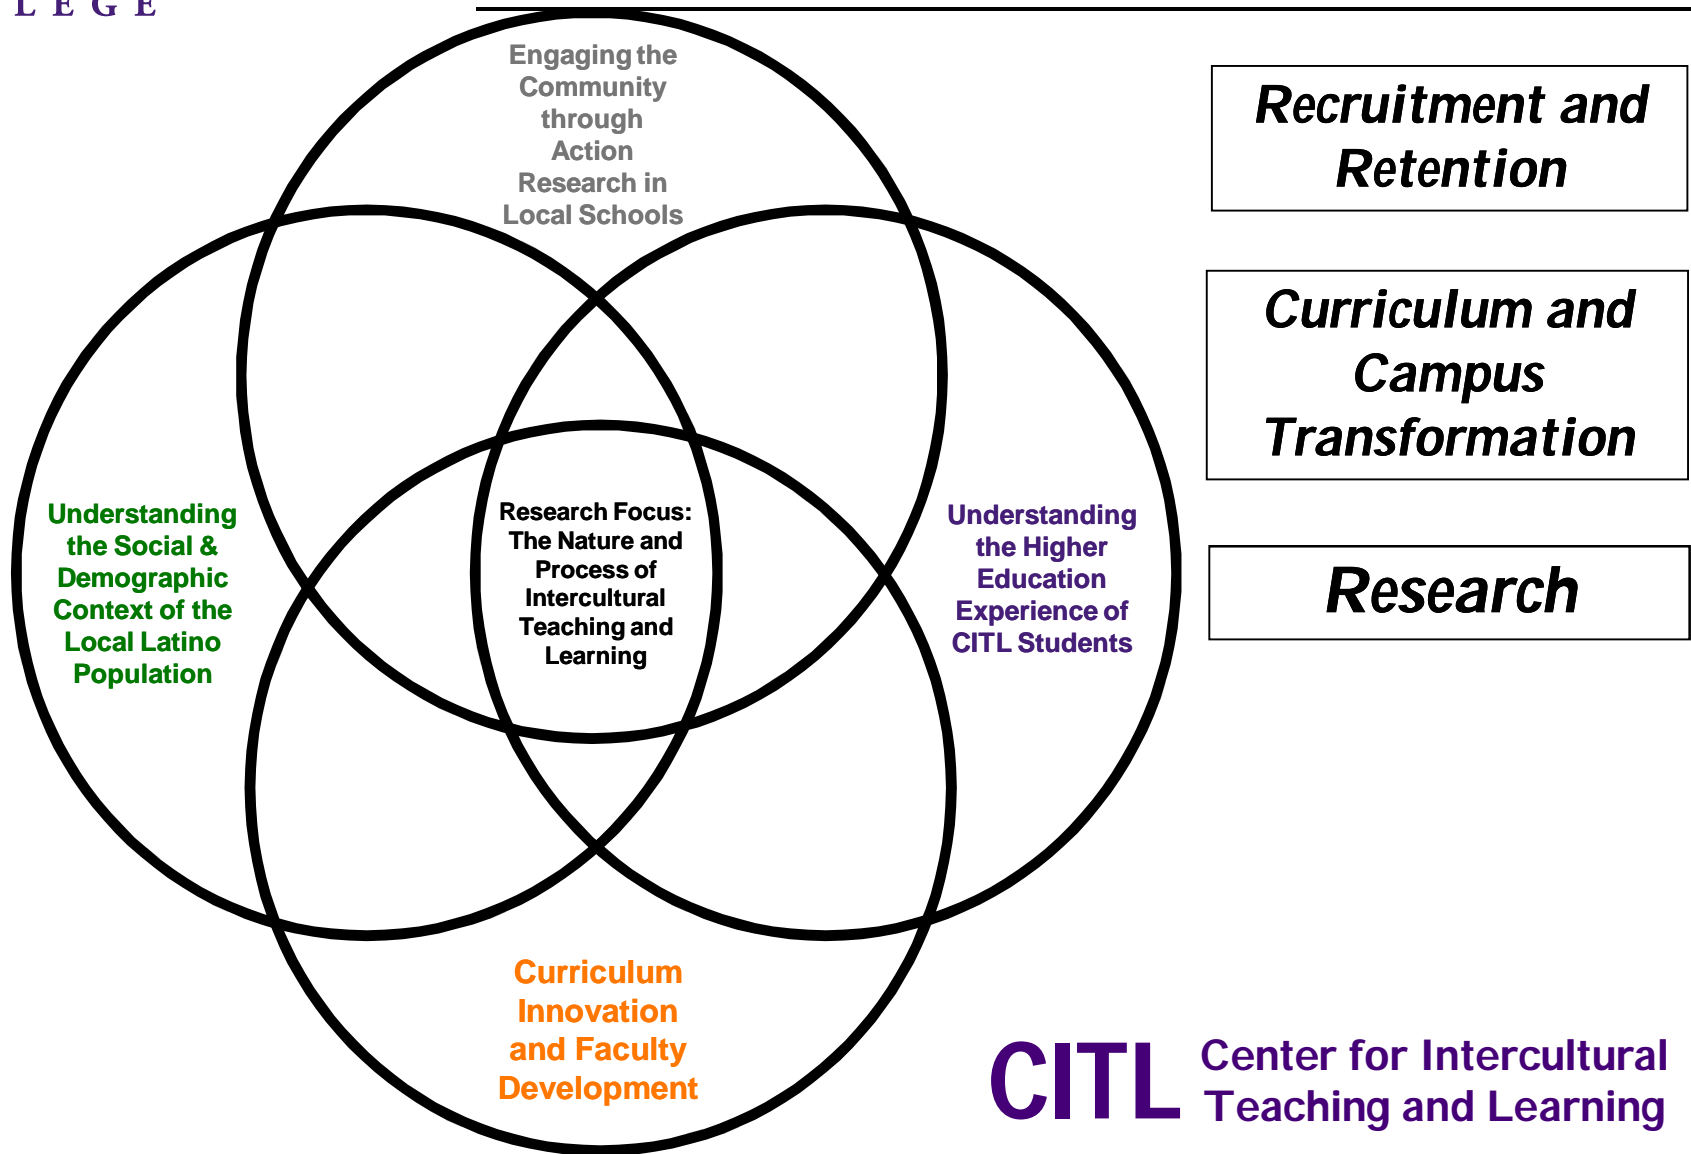 L E G E
Engaging the
Community
through
Action
Research in
Local Schools
Understanding
the Social &
Demographic
Context of the
Local Latino
Population
Research Focus:
The Nature and
Process of
Intercultural
Teaching and
Learning
Understanding
the Higher
Education
Experience of
CITL Students
Curriculum
Innovation
and Faculty
Development
Recruitment and
Retention
Curriculum and
Campus
Transformation
Research
CITL
Center for Intercultural
Teaching and Learning